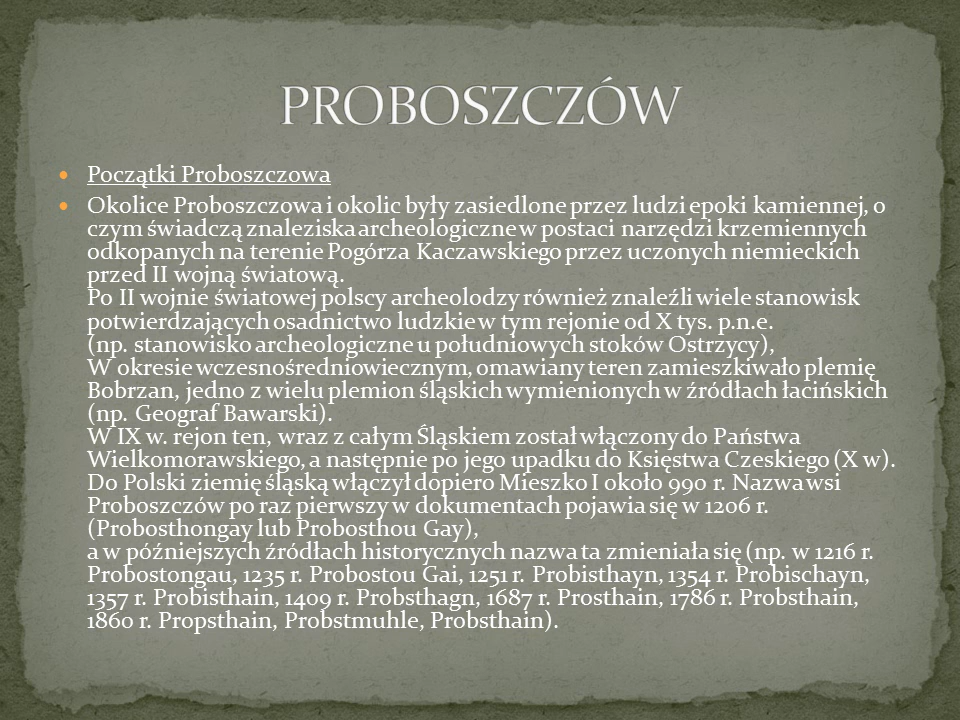 PROBOSZCZÓW
Początki Proboszczowa
Okolice Proboszczowa i okolic były zasiedlone przez ludzi epoki kamiennej, o
czym świadczą znaleziska archeologiczne w postaci narzędzi krzemiennych
odkopanych na terenie Pogórza Kaczawskiego przez uczonych niemieckich
przed II wojną światową.
Po II wojnie światowej polscy archeolodzy również znaleźli wiele stanowisk
potwierdzających osadnictwo ludzkie w tym rejonie od X tys. p.n.e.
(np. stanowisko archeologiczne u południowych stoków Ostrzycy),
W okresie wczesnośredniowiecznym, omawiany teren zamieszkiwało plemię
Bobrzan, jedno z wielu plemion śląskich wymienionych w źródłach łacińskich
(np. Geograf Bawarski).
W IX w. rejon ten, wraz z całym Śląskiem został włączony do Państwa
Wielkomorawskiego, a następnie po jego upadku do Księstwa Czeskiego (X w).
Do Polski ziemię śląską włączył dopiero Mieszko I około 990 r. Nazwa wsi
Proboszczów po raz pierwszy w dokumentach pojawia się w 1206 r.
(Probosthongay lub Probosthou Gay),
a w późniejszych źródłach historycznych nazwa ta zmieniała się (np. w 1216 r.
Probostongau, 1235 r. Probostou Gai, 1251 r. Probisthayn, 1354 r. Probischayn,
1357 r. Probisthain, 1409 r. Probsthagn, 1687 r. Prosthain, 1786 r. Probsthain,
1860 r. Propsthain, Probstmuhle, Probsthain).